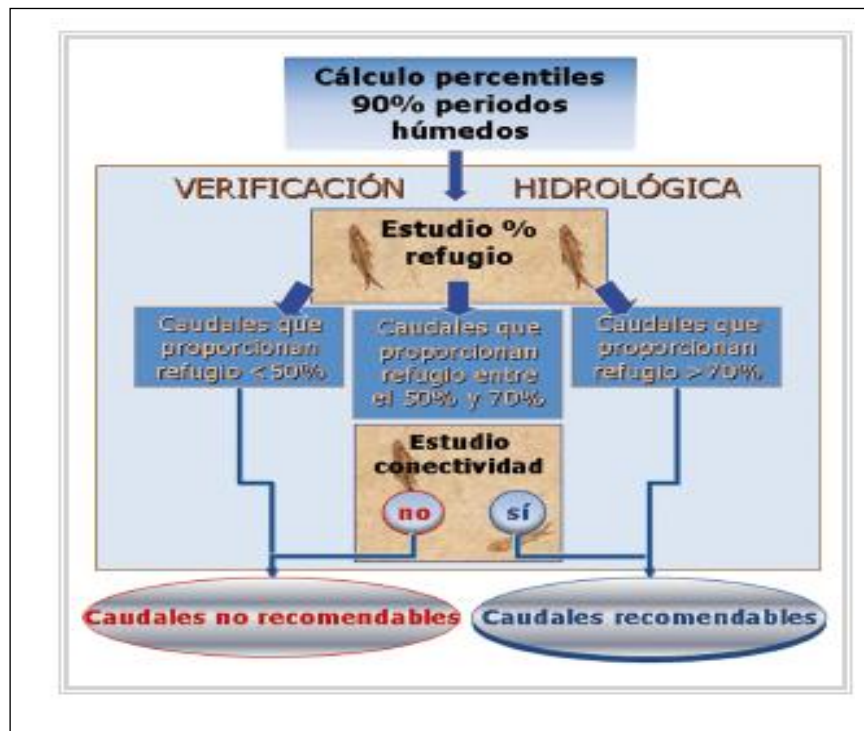 Cálculo percentiles
90% periodos
húmedos
VERIFICACIÓN HIDROLÓGICA
Estudio %
refugio
Caudales que
proporcionan
refugio <50%
Caudales que
proporcionan
refugio entre
el 50% y 70%
Caudales que
proporcionan
refugio >70%
Estudio
conectividad
no
sí
Caudales no recomendables
Caudales recomendables